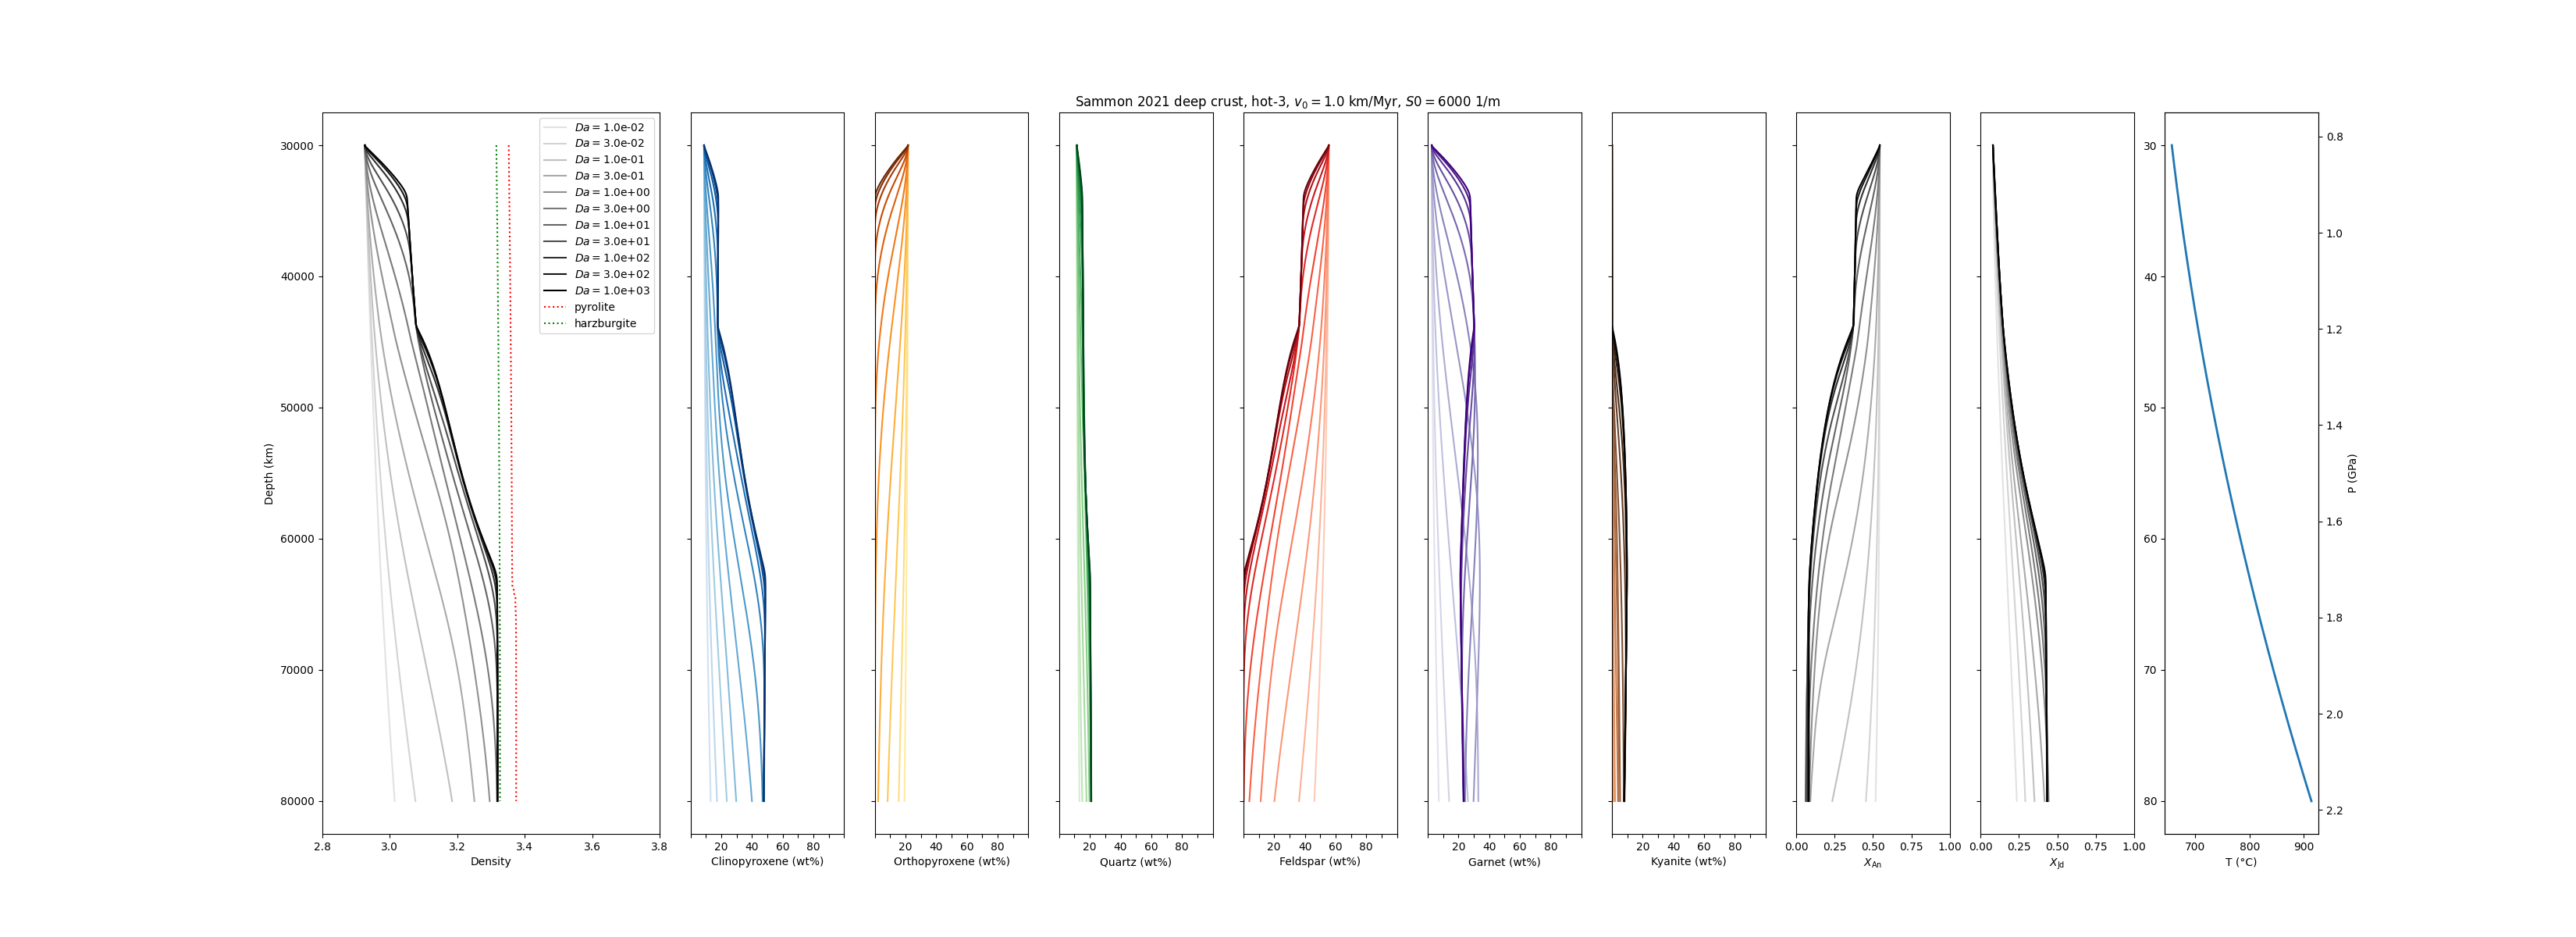 Sammon 2021 deep crust, hot-3, v₀ = 1.0 km/Myr, S0 = 6000 1/m
Da = 1.0e-02
Da = 3.0e-02
Da = 1.0e-01
Da = 3.0e-01
Da = 1.0e+00
Da = 3.0e+00
Da = 1.0e+01
Da = 3.0e+01
Da = 1.0e+02
Da = 3.0e+02
Da = 1.0e+03
pyrolite
harzburgite
Depth (km)
30000
40000
50000
60000
70000
80000
2.8 3.0 3.2 3.4 3.6 3.8
Density
20 40 60 80
Clinopyroxene (wt%)
20 40 60 80
Orthopyroxene (wt%)
20 40 60 80
Quartz (wt%)
20 40 60 80
Feldspar (wt%)
20 40 60 80
Garnet (wt%)
20 40 60 80
Kyanite (wt%)
0.00 0.25 0.50 0.75 1.00
X_An
0.00 0.25 0.50 0.75 1.00
X_Jd
30
40
50
60
70
80
700 800 900
T (°C)
0.8
1.0
1.2
1.4
1.6
1.8
2.0
2.2
P (GPa)